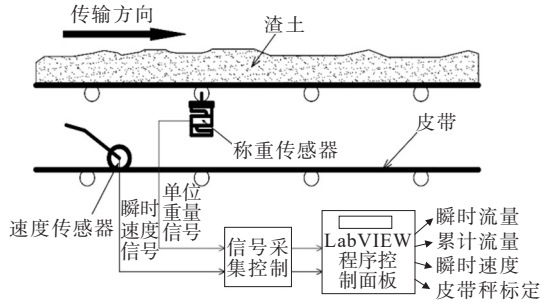 传输方向
渣土
称重传感器
皮带
速度传感器
瞬时
速度
信号
单位
重量
信号
信号采
集控制
LabVIEW
程序控
制面板
瞬时流量
累计流量
瞬时速度
皮带秤标定